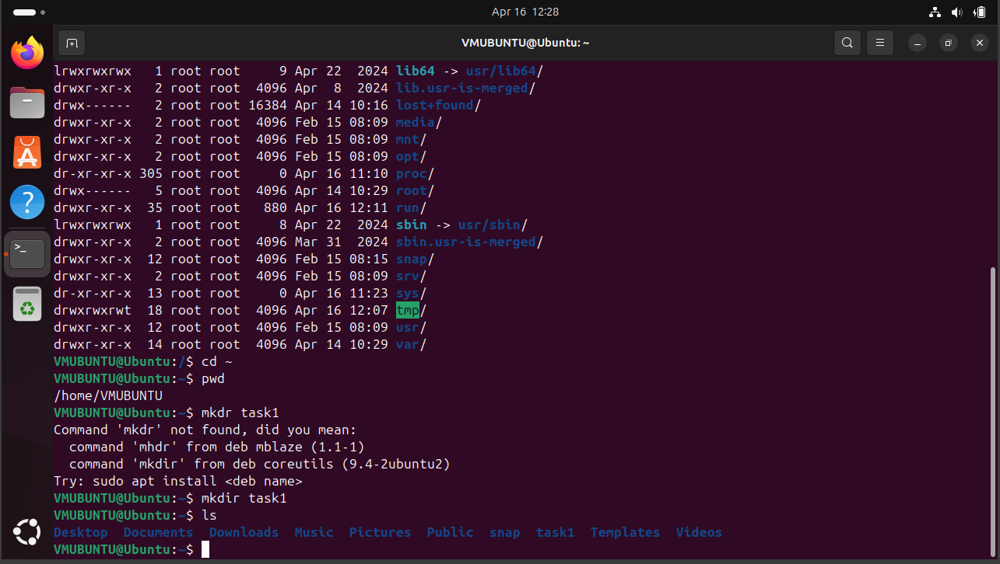 Apr 16 12:28
VMUBUNTU@Ubuntu: ~
lrwxrwxrwx   1 root root     9 Apr 22  2024 lib64 -> usr/lib64/
drwxr-xr-x   2 root root  4096 Apr  8  2024 lib.usr-is-merged/
drwx------   2 root root 16384 Apr 14 10:16 lost+found/
drwxr-xr-x   2 root root  4096 Feb 15 08:09 media/
drwxr-xr-x   2 root root  4096 Feb 15 08:09 mnt/
drwxr-xr-x   2 root root  4096 Feb 15 08:09 opt/
dr-xr-xr-x 305 root root     0 Apr 16 11:10 proc/
drwx------   5 root root  4096 Apr 14 10:29 root/
drwxr-xr-x  35 root root   880 Apr 16 12:11 run/
lrwxrwxrwx   1 root root     8 Apr 22  2024 sbin -> usr/sbin/
drwxr-xr-x   2 root root  4096 Mar 31  2024 sbin.usr-is-merged/
drwxr-xr-x  12 root root  4096 Feb 15 08:15 snap/
drwxr-xr-x   2 root root  4096 Feb 15 08:09 srv/
dr-xr-xr-x  13 root root     0 Apr 16 11:23 sys/
drwxrwxrwt  18 root root  4096 Apr 16 12:07 tmp/
drwxr-xr-x  12 root root  4096 Feb 15 08:09 usr/
drwxr-xr-x  14 root root  4096 Apr 14 10:29 var/
VMUBUNTU@Ubuntu:/$ cd ~
VMUBUNTU@Ubuntu:~$ pwd
/home/VMUBUNTU
VMUBUNTU@Ubuntu:~$ mkdr task1
Command 'mkdr' not found, did you mean:
  command 'mhdr' from deb mblaze (1.1-1)
  command 'mkdir' from deb coreutils (9.4-2ubuntu2)
Try: sudo apt install <deb name>
VMUBUNTU@Ubuntu:~$ mkdir task1
VMUBUNTU@Ubuntu:~$ ls
Desktop  Documents  Downloads  Music  Pictures  Public  snap  task1  Templates  Videos
VMUBUNTU@Ubuntu:~$